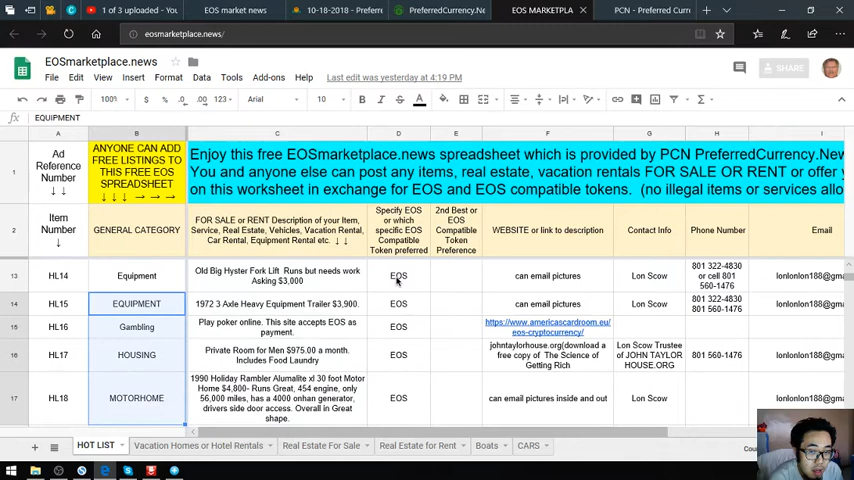 1 of 3 uploaded - You
EOS market news
10-18-2018 - Preferre
PreferredCurrency.Ne
EOS MARKETPLA
PCN - Preferred Curr
eosmarketplace.news/
EOSmarketplace.news
File Edit View Insert Format Data Tools Add-ons Help Last edit was yesterday at 4:19 PM
SHARE
100% $ % .0 .00 123 Arial 10 B I S A
fx EQUIPMENT
A B C D E F G H I
1
Ad
Reference
Number
↓ ↓
ANYONE CAN ADD
FREE LISTINGS TO
THIS FREE EOS
SPREADSHEET
↓ ↓ ↓ → → →
Enjoy this free EOSmarketplace.news spreadsheet which is provided by PCN PreferredCurrency.New
You and anyone else can post any items, real estate, vacation rentals FOR SALE OR RENT or offer y
on this worksheet in exchange for EOS and EOS compatible tokens. (no illegal items or services allo
2
Item
Number
↓
GENERAL CATEGORY
FOR SALE or RENT Description of your Item,
Service, Real Estate, Vehicles, Vacation Rental,
Car Rental, Equipment Rental etc. ↓ ↓
Specify EOS
or which
specific EOS
Compatible
Token preferred
2nd Best or
EOS
Compatible
Token
Preference
WEBSITE or link to description
Contact Info
Phone Number
Email
13 HL14 Equipment
Old Big Hyster Fork Lift Runs but needs work
Asking $3,000
EOS
can email pictures
Lon Scow
801 322-4830
or cell 801
560-1476
lonlonlon188@gma
14 HL15 EQUIPMENT
1972 3 Axle Heavy Equipment Trailer $3,900.
EOS
can email pictures
Lon Scow
801 322-4830
801 560-1476
lonlonlon188@gma
15 HL16 Gambling
Play poker online. This site accepts EOS as
payment.
EOS
https://www.americascardroom.eu/
eos-cryptocurrency/
16 HL17 HOUSING
Private Room for Men $975.00 a month.
Includes Food Laundry
EOS
johntaylorhouse.org(download a
free copy of The Science of
Getting Rich
Lon Scow Trustee
of JOHN TAYLOR
HOUSE.ORG
801 560-1476
lonlonlon188@gma
17 HL18 MOTORHOME
1990 Holiday Rambler Alumalite xl 30 foot Motor
Home $4,800- Runs Great, 454 engine, only
56,000 miles, has a 4000 onhan generator,
drivers side door access. Overall in Great
shape.
EOS
can email pictures inside and out
Lon Scow
lonlonlon188@gma
HOT LIST Vacation Homes or Hotel Rentals Real Estate For Sale Real Estate for Rent Boats CARS